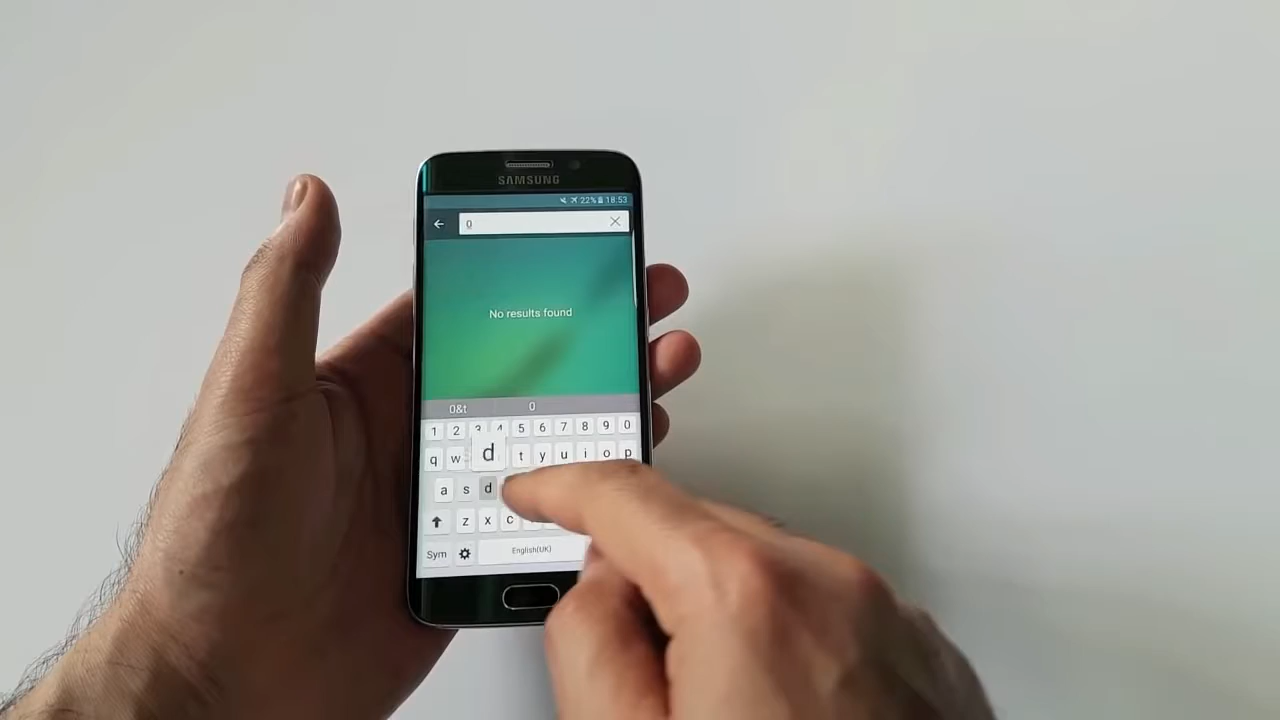 SAMSUNG
22% 18:53
0
No results found
0&t 0
1 2 3 4 5 6 7 8 9 0
q w d t y u i o p
a s d
z x c
Sym English(UK)